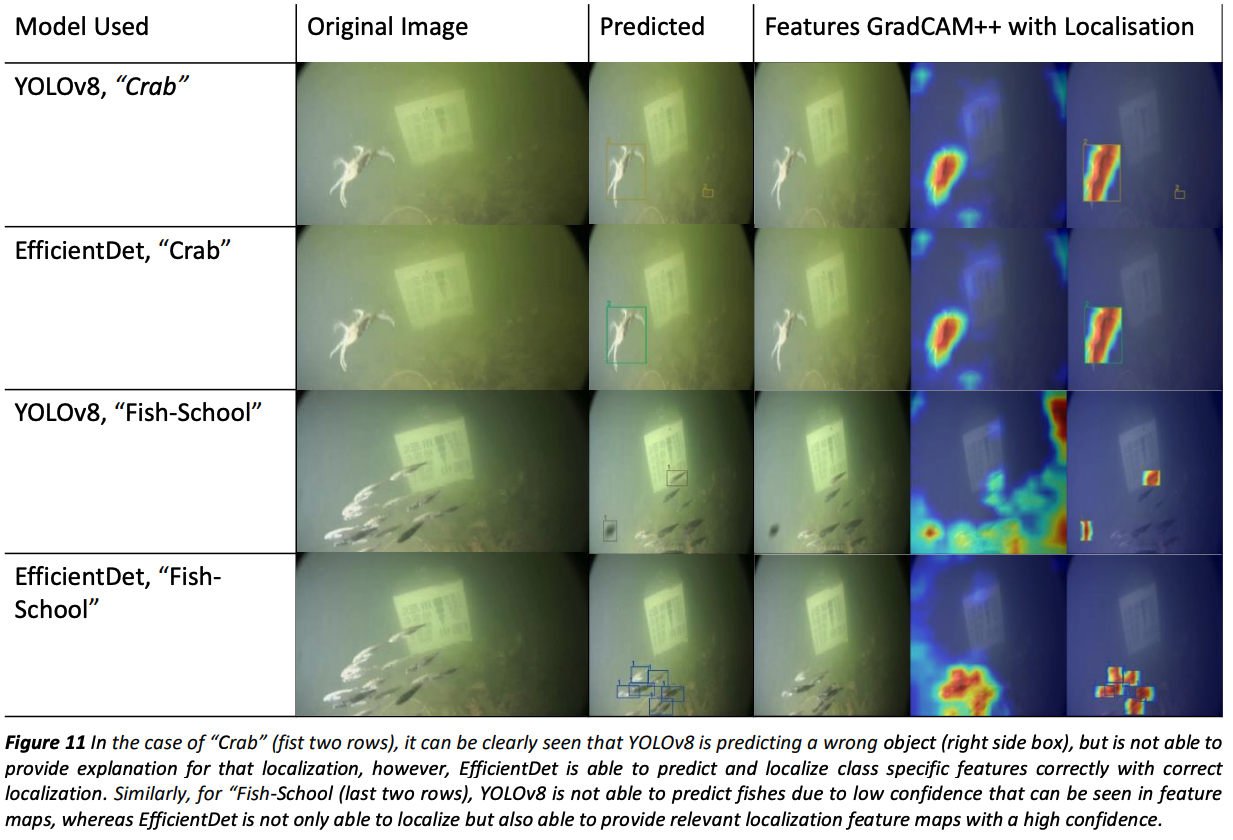 Model Used Original Image Predicted Features GradCAM++ with Localisation
YOLOv8, “Crab”
EfficientDet, “Crab”
YOLOv8, “Fish-School”
EfficientDet, “Fish-
School”
Figure 11 In the case of “Crab” (fist two rows), it can be clearly seen that YOLOv8 is predicting a wrong object (right side box), but is not able to
provide explanation for that localization, however, EfficientDet is able to predict and localize class specific features correctly with correct
localization. Similarly, for “Fish-School (last two rows), YOLOv8 is not able to predict fishes due to low confidence that can be seen in feature
maps, whereas EfficientDet is not only able to localize but also able to provide relevant localization feature maps with a high confidence.